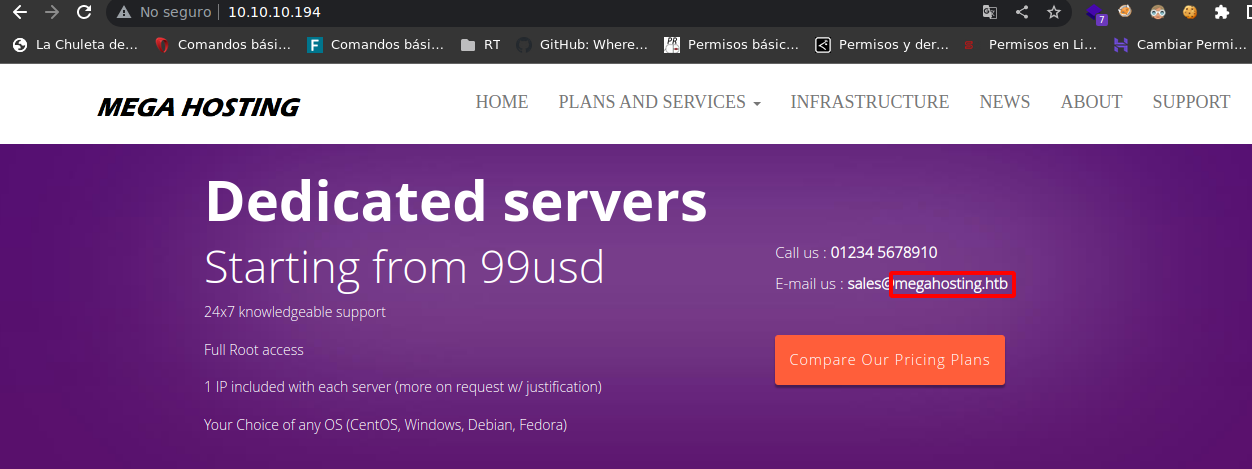 No seguro 10.10.10.194
7
La Chuleta de... Comandos bási... F Comandos bási... RT GitHub: Where... PR Permisos básic... Permisos y der... Permisos en Li... Cambiar Permi...
MEGA HOSTING HOME PLANS AND SERVICES INFRASTRUCTURE NEWS ABOUT SUPPORT
Dedicated servers
Starting from 99usd
24x7 knowledgeable support
Full Root access
1 IP included with each server (more on request w/ justification)
Your Choice of any OS (CentOS, Windows, Debian, Fedora)
Call us : 01234 5678910
E-mail us : sales@megahosting.htb
Compare Our Pricing Plans